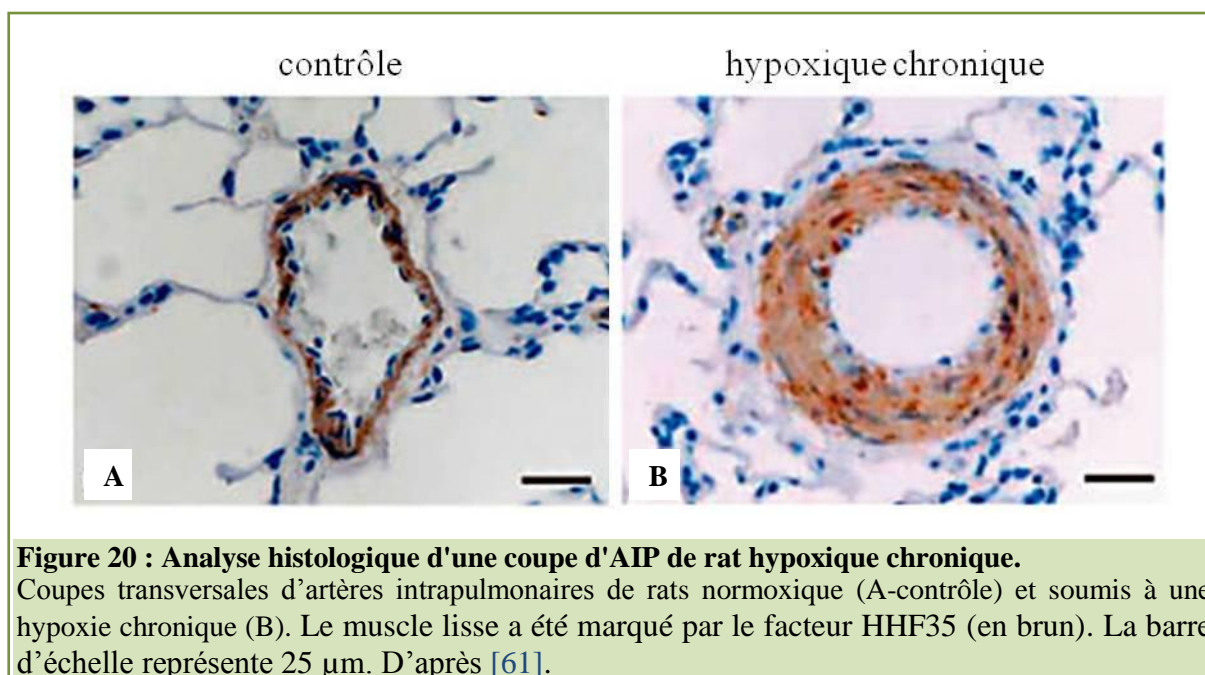 contrôle
hypoxique chronique
A
B
Figure 20 : Analyse histologique d'une coupe d'AIP de rat hypoxique chronique.
Coupes transversales d'artères intrapulmonaires de rats normoxique (A-contrôle) et soumis à une
hypoxie chronique (B). Le muscle lisse a été marqué par le facteur HHF35 (en brun). La barre
d'échelle représente 25 µm. D'après [61].